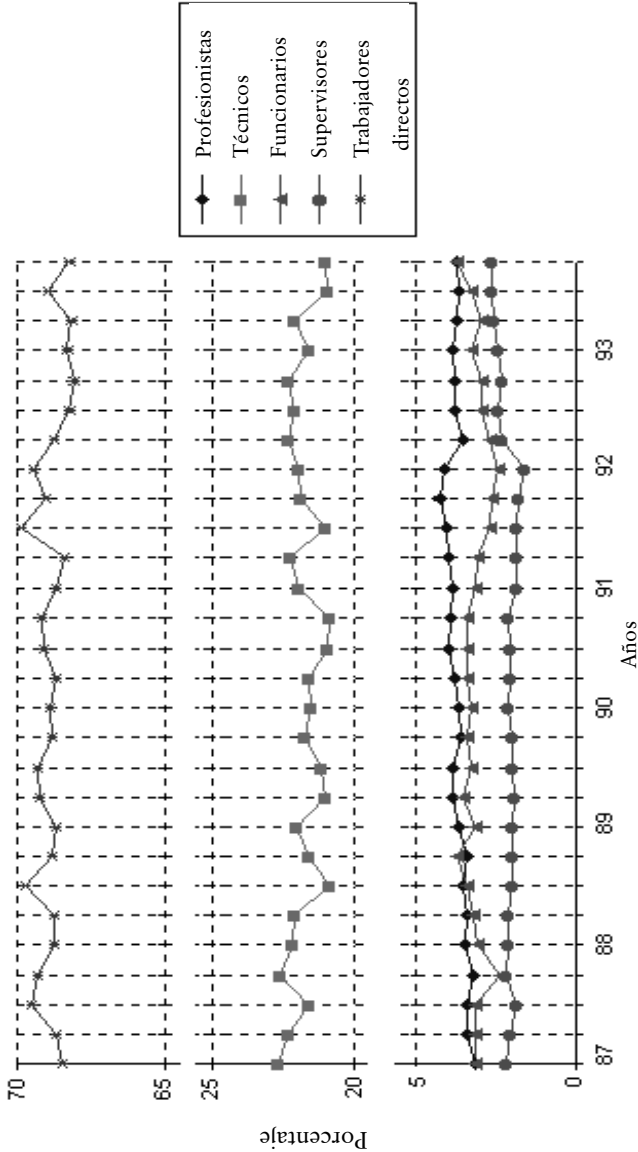 Porcentaje
70
65
25
20
5
0
87
88
89
90
91
92
93
Años
Profesionistas
Técnicos
Funcionarios
Supervisores
Trabajadores
directos